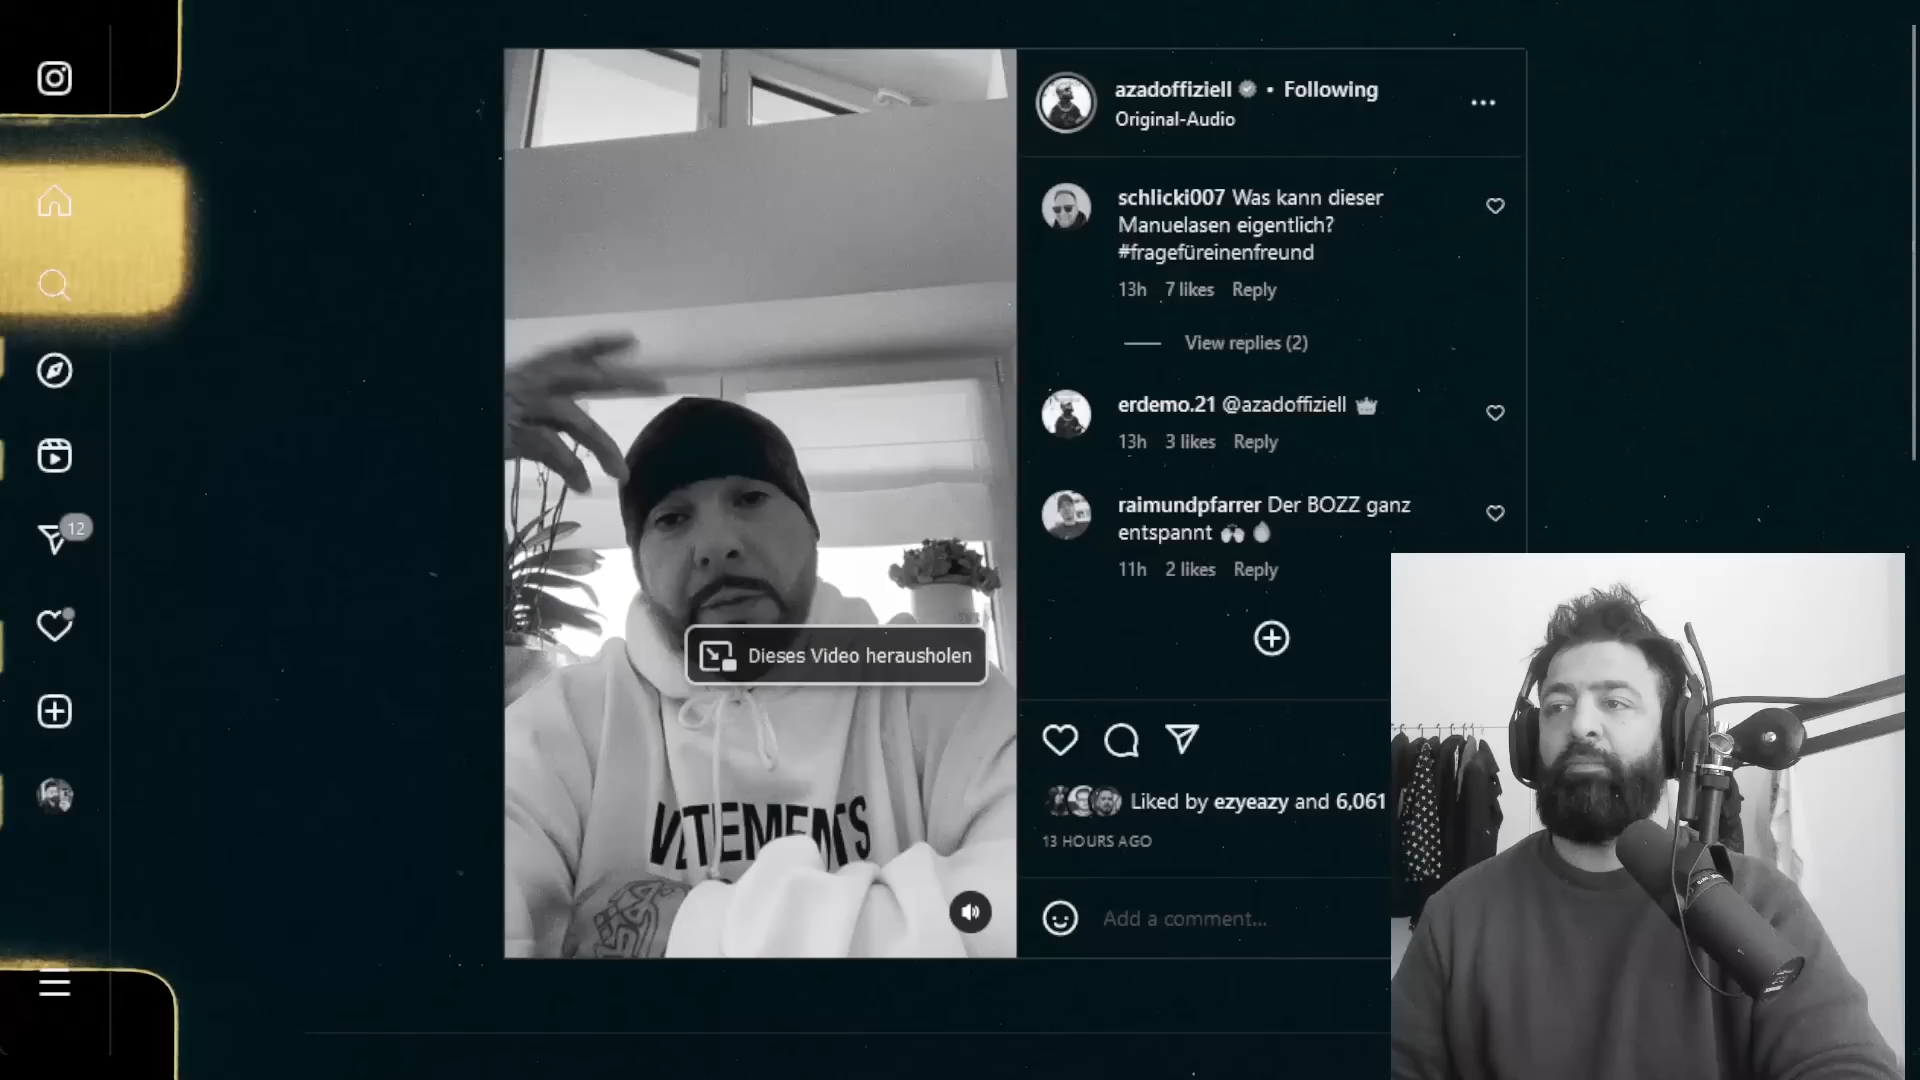 azadoffiziell • Following
Original-Audio
schlicki007 Was kann dieser
Manuelasen eigentlich?
#fragefüreinenfreund
13h 7 likes Reply
View replies (2)
erdemo.21 @azadoffiziell
13h 3 likes Reply
raimundpfarrer Der BOZZ ganz
entspannt
11h 2 likes Reply
12
Dieses Video herausholen
VETEMENTS
Liked by ezyeazy and 6,061
13 HOURS AGO
Add a comment...